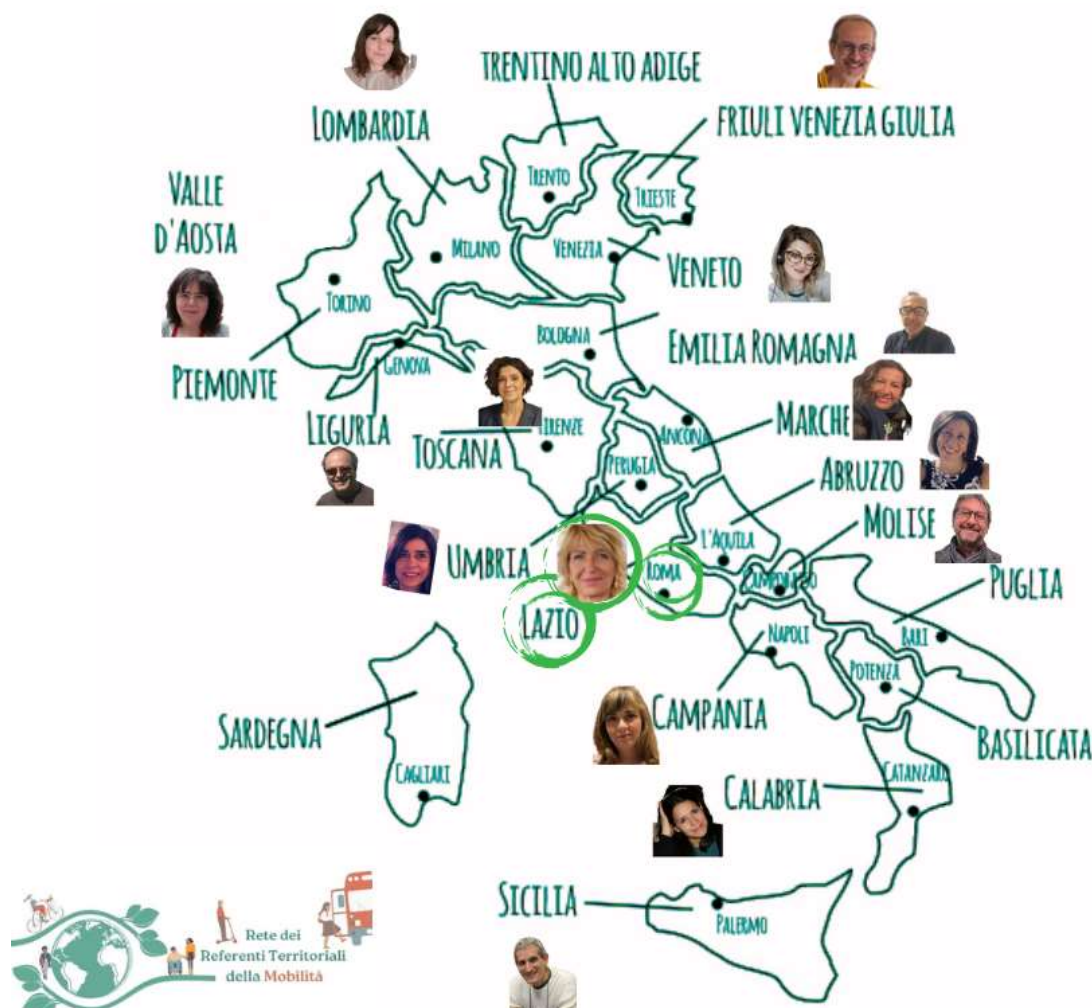 TRENTINO ALTO ADIGE
LOMBARDIA
FRIULI VENEZIA GIULIA
TRENTO
TRIESTE
VALLE
D'AOSTA
MILANO
VENEZIA
VENETO
TORINO
BOLOGNA
EMILIA ROMAGNA
GENOVA
PIEMONTE
LIGURIA
TOSCANA
IRENZE
ANCONA
MARCHE
PERUGIA
ABRUZZO
MOLISE
L'AQUILA
UMBRIA
ROMA
PUGLIA
LAZIO
NAPOLI
BARI
POTENZA
CAMPANIA
SARDEGNA
BASILICATA
CAGLIARI
CATANZARO
CALABRIA
SICILIA
PALERMO
Rete dei
Referenti Territoriali
della Mobilitá